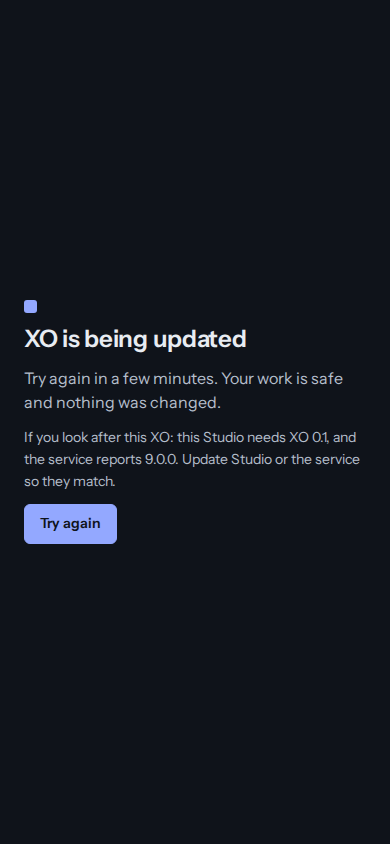 XO is being updated
Try again in a few minutes. Your work is safe
and nothing was changed.
If you look after this XO: this Studio needs XO 0.1, and
the service reports 9.0.0. Update Studio or the service
so they match.
Try again